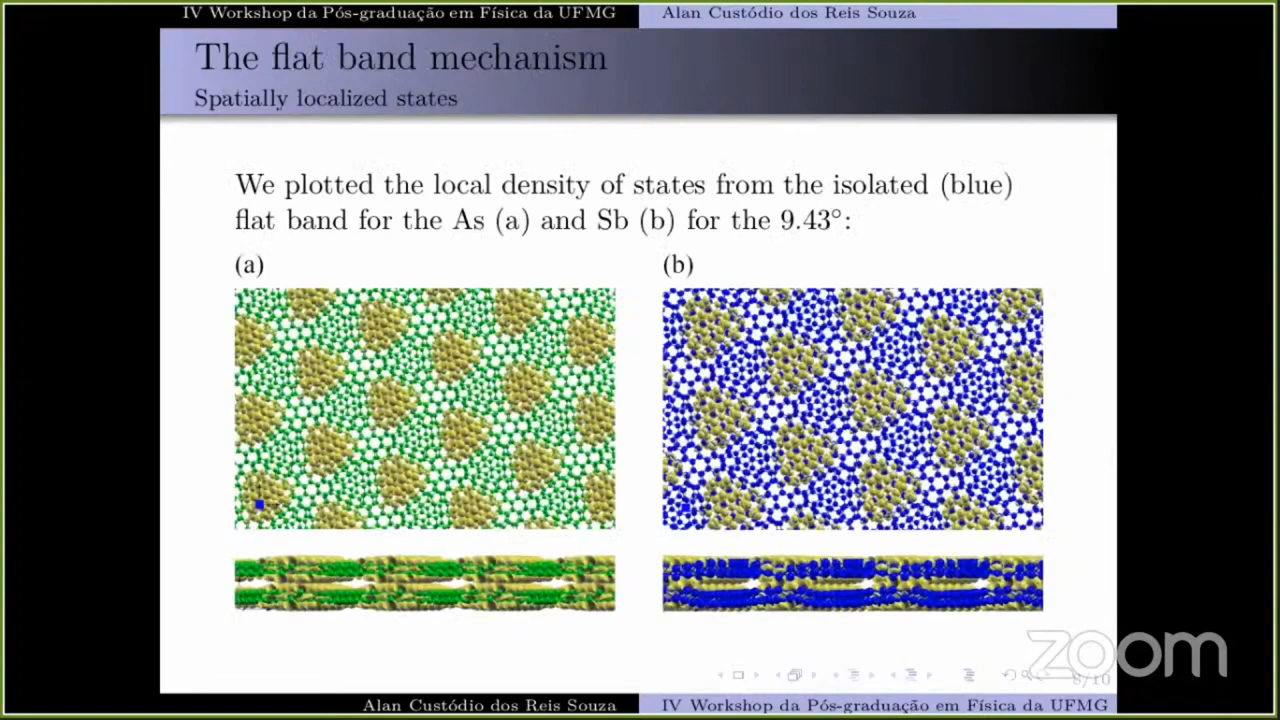 IV Workshop da Pós-graduação em Física da UFMG
Alan Custódio dos Reis Souza
The flat band mechanism
Spatially localized states
We plotted the local density of states from the isolated (blue)
flat band for the As (a) and Sb (b) for the 9.43°:
(a)
(b)
zoom
8/10
Alan Custódio dos Reis Souza
IV Workshop da Pós-graduação em Física da UFMG